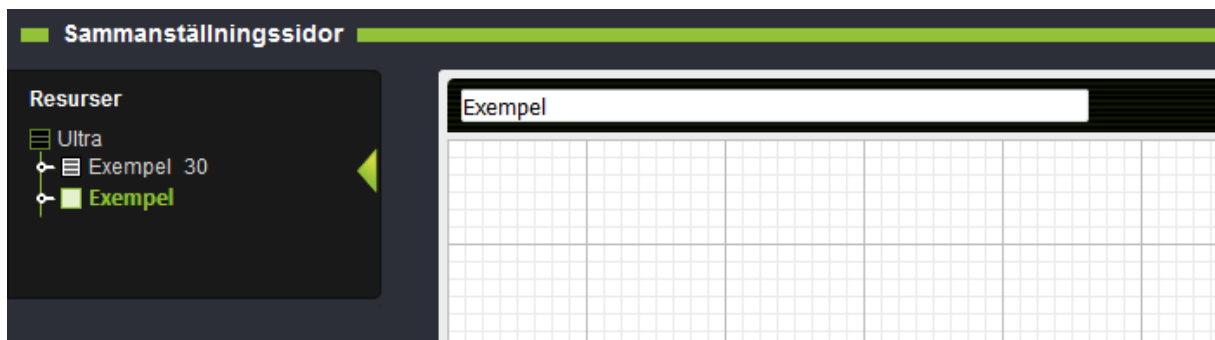 Sammanställningssidor
Resurser
Ultra
Exempel 30
Exempel
Exempel